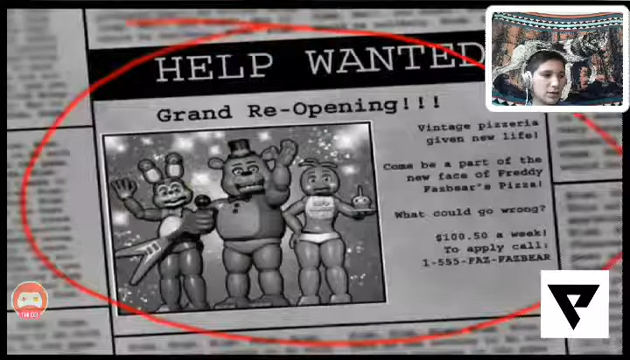 HELP WANTED
Grand Re-Opening!!!
Vintage pizzeria
given new life!
Come be a part of the
new face of Freddy
Fazbear's Pizza!
What could go wrong?
$100.50 a week!
To apply call:
1-555-FAZ-FAZBEAR